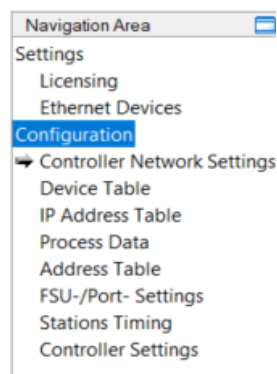 Navigation Area
Settings
Licensing
Ethernet Devices
Configuration
Controller Network Settings
Device Table
IP Address Table
Process Data
Address Table
FSU-/Port- Settings
Stations Timing
Controller Settings